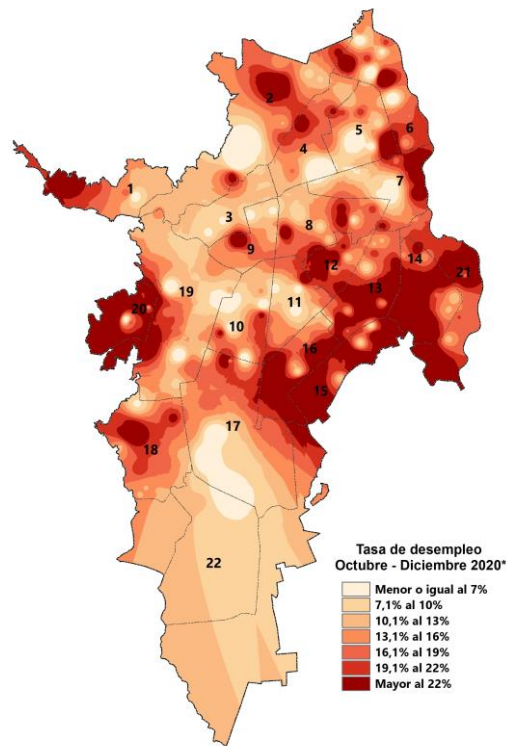 2
6
5
4
7
1
3
8
9
12
14
21
13
19
20
11
10
16
15
17
18
22
Tasa de desempleo
Octubre - Diciembre 2020*
Menor o igual al 7%
7,1% al 10%
10,1% al 13%
13,1% al 16%
16,1% al 19%
19,1% al 22%
Mayor al 22%